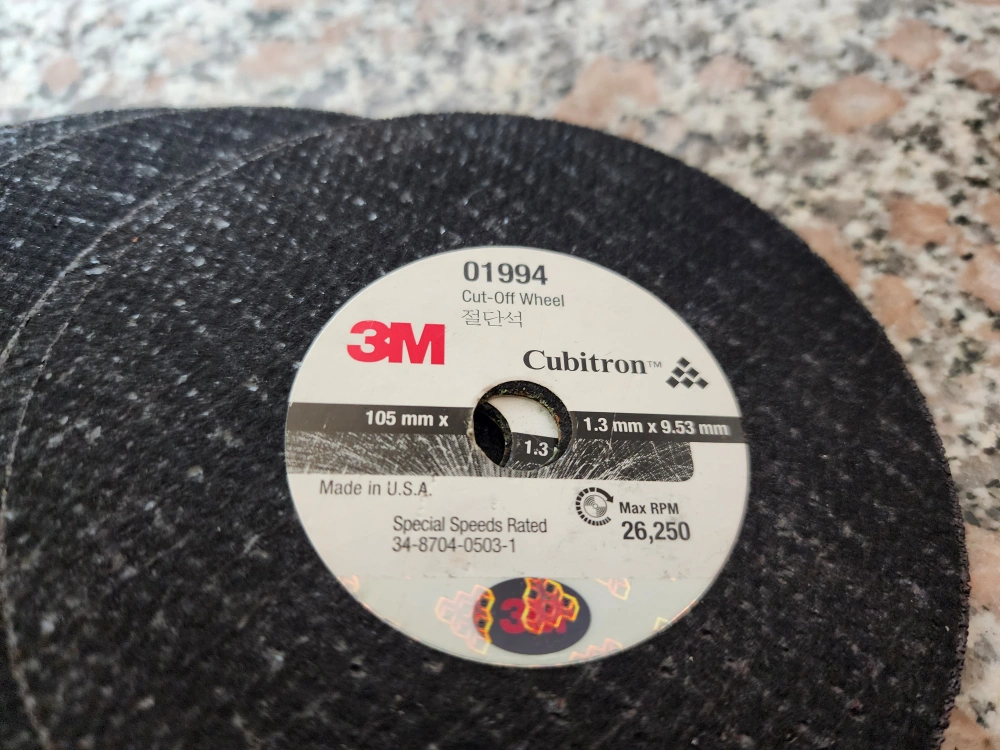 01994
Cut-Off Wheel
절단석
3M
Cubitron™
105 mm x
1.3 mm x 9.53 mm
1.3
Made in U.S.A.
Max RPM
26,250
Special Speeds Rated
34-8704-0503-1
3M